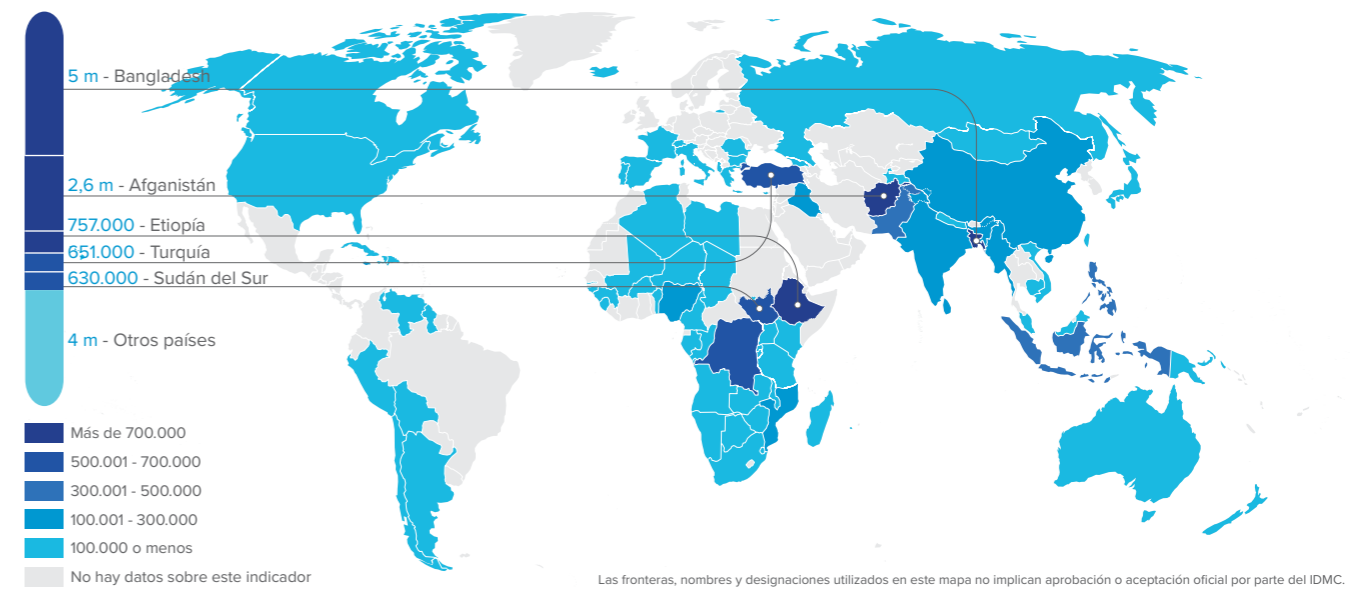 5 m - Bangladesh
2,6 m - Afganistán
757.000 - Etiopía
651.000 - Turquía
630.000 - Sudán del Sur
4 m - Otros países
Más de 700.000
500.001 - 700.000
300.001 - 500.000
100.001 - 300.000
100.000 o menos
No hay datos sobre este indicador
Las fronteras, nombres y designaciones utilizados en este mapa no implican aprobación o aceptación oficial por parte del IDMC.